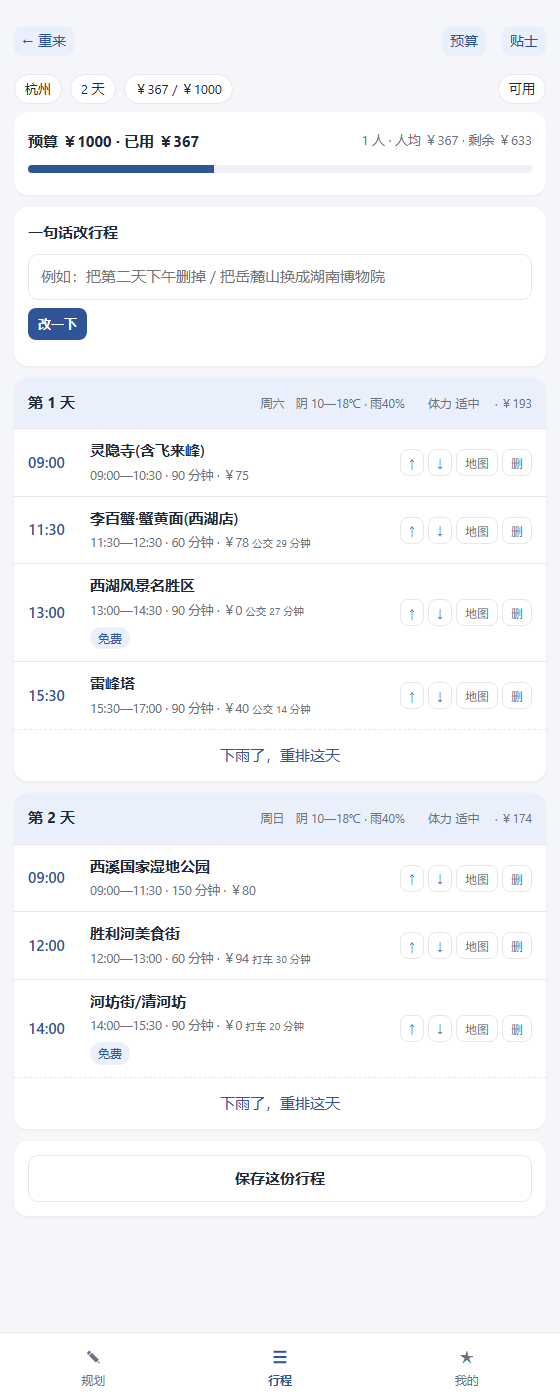 ← 重来 预算 贴士
杭州 2 天 ￥367 / ￥1000 可用
预算 ￥1000 · 已用 ￥367 1 人 · 人均 ￥367 · 剩余 ￥633
一句话改行程
例如：把第二天下午删掉 / 把岳麓山换成湖南博物院
改一下
第 1 天 周六 阴 10—18℃ · 雨40% 体力 适中 · ￥193
09:00 灵隐寺(含飞来峰)
09:00—10:30 · 90 分钟 · ￥75
↑ ↓ 地图 删
11:30 李百蟹·蟹黄面(西湖店)
11:30—12:30 · 60 分钟 · ￥78 公交 29 分钟
↑ ↓ 地图 删
13:00 西湖风景名胜区
13:00—14:30 · 90 分钟 · ￥0 公交 27 分钟
免费
↑ ↓ 地图 删
15:30 雷峰塔
15:30—17:00 · 90 分钟 · ￥40 公交 14 分钟
↑ ↓ 地图 删
下雨了，重排这天
第 2 天 周日 阴 10—18℃ · 雨40% 体力 适中 · ￥174
09:00 西溪国家湿地公园
09:00—11:30 · 150 分钟 · ￥80
↑ ↓ 地图 删
12:00 胜利河美食街
12:00—13:00 · 60 分钟 · ￥94 打车 30 分钟
↑ ↓ 地图 删
14:00 河坊街/清河坊
14:00—15:30 · 90 分钟 · ￥0 打车 20 分钟
免费
↑ ↓ 地图 删
下雨了，重排这天
保存这份行程
规划 行程 我的